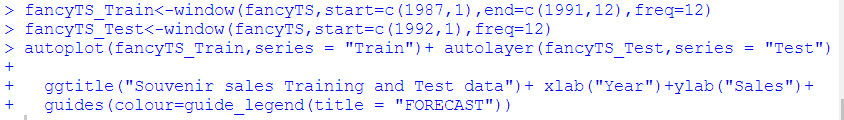 > fancyTS_Train<-window(fancyTS,start=c(1987,1),end=c(1991,12),freq=12)
> fancyTS_Test<-window(fancyTS,start=c(1992,1),freq=12)
> autoplot(fancyTS_Train,series = "Train")+ autolayer(fancyTS_Test,series = "Test")
+
+   ggtitle("Souvenir sales Training and Test data")+ xlab("Year")+ylab("Sales")+
+   guides(colour=guide_legend(title = "FORECAST"))